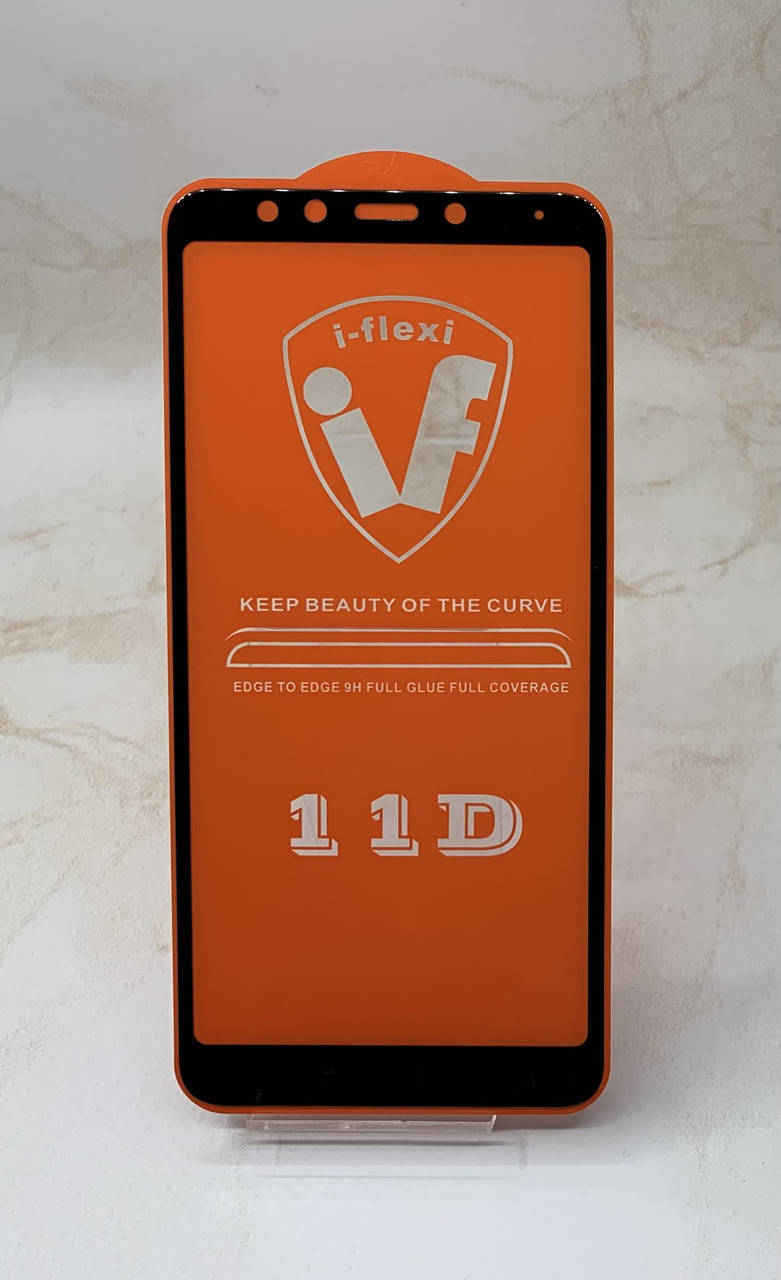 i-flexi
if
KEEP BEAUTY OF THE CURVE
EDGE TO EDGE 9H FULL GLUE FULL COVERAGE
11D